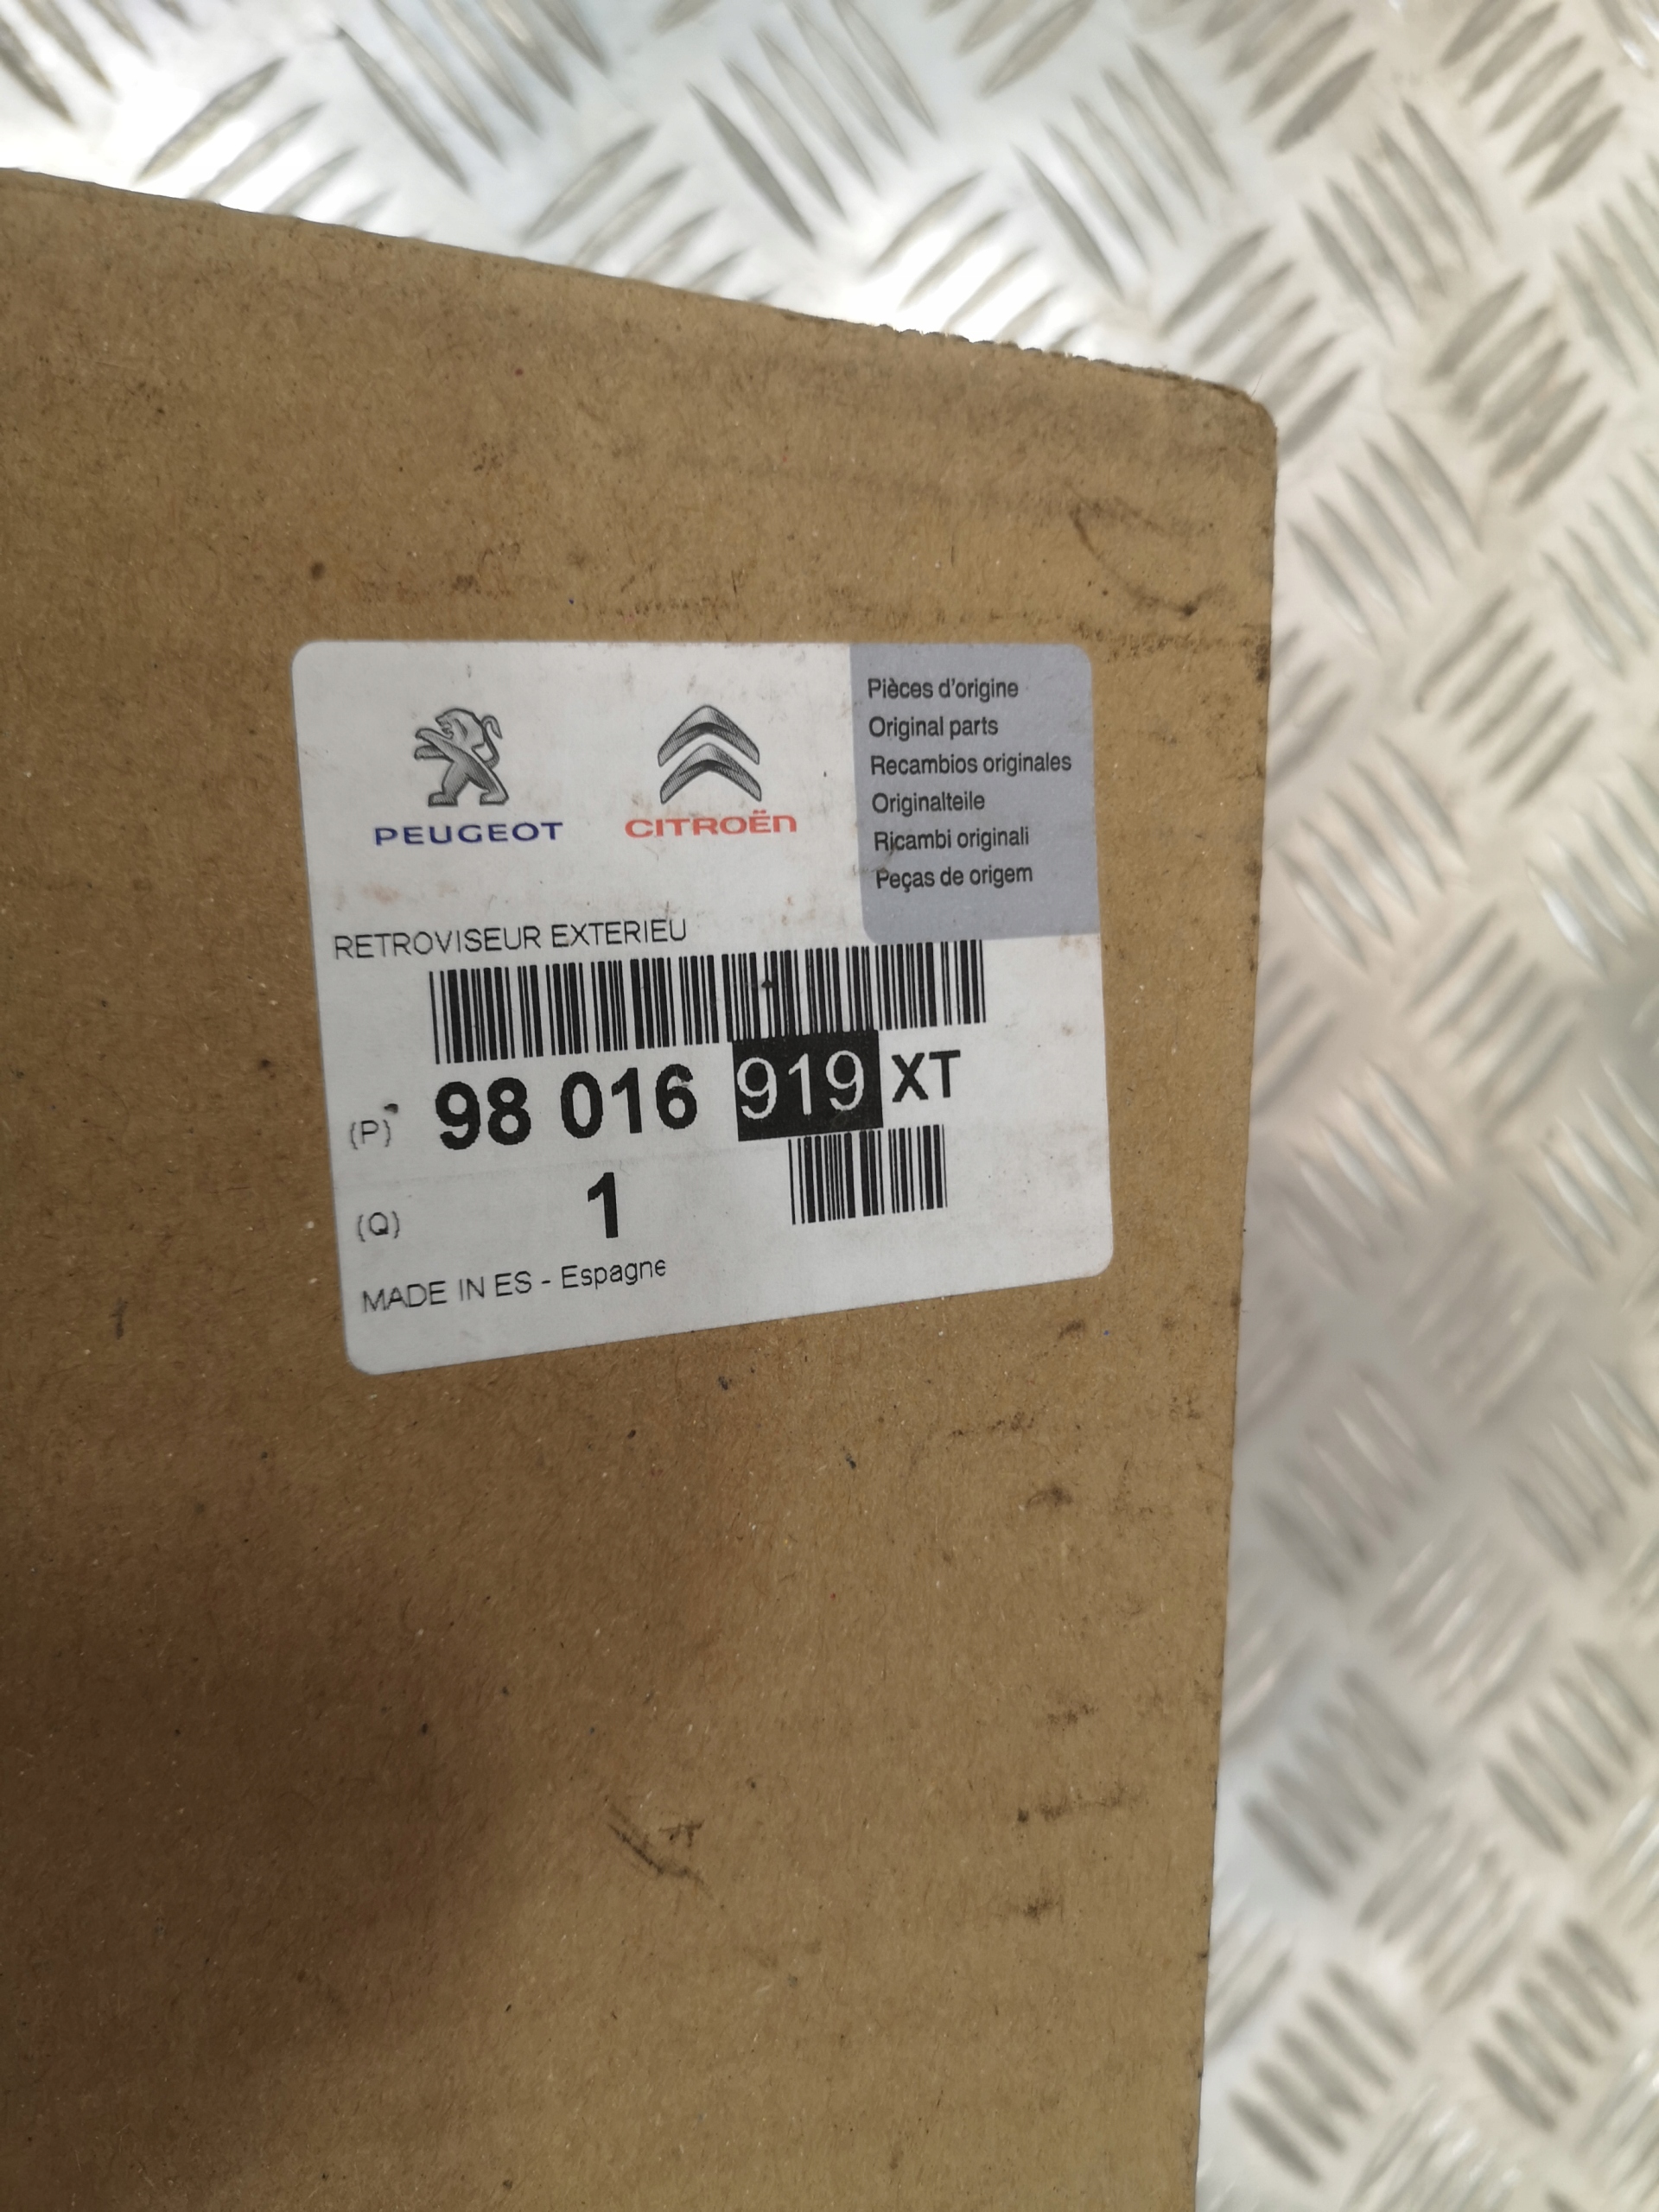 PEUGEOT
CITROËN
Pièces d'origine
Original parts
Recambios originales
Originalteile
Ricambi originali
Peças de origem
RETROVISEUR EXTERIEU
(P) 98 016 919 XT
(Q) 1
MADE IN ES - Espagne